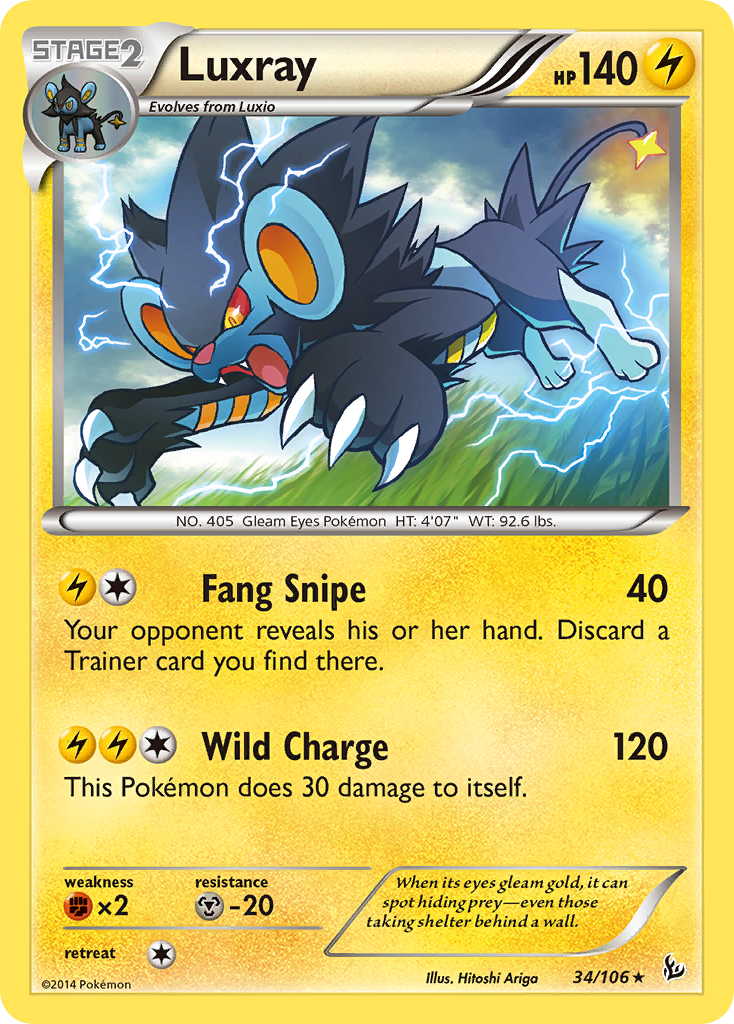 STAGE2
Luxray
HP140
Evolves from Luxio
NO. 405 Gleam Eyes Pokémon HT: 4'07" WT: 92.6 lbs.
Fang Snipe 40
Your opponent reveals his or her hand. Discard a
Trainer card you find there.
Wild Charge 120
This Pokémon does 30 damage to itself.
weakness resistance
×2 -20
retreat
When its eyes gleam gold, it can
spot hiding prey—even those
taking shelter behind a wall.
©2014 Pokémon
Illus. Hitoshi Ariga 34/106 ★